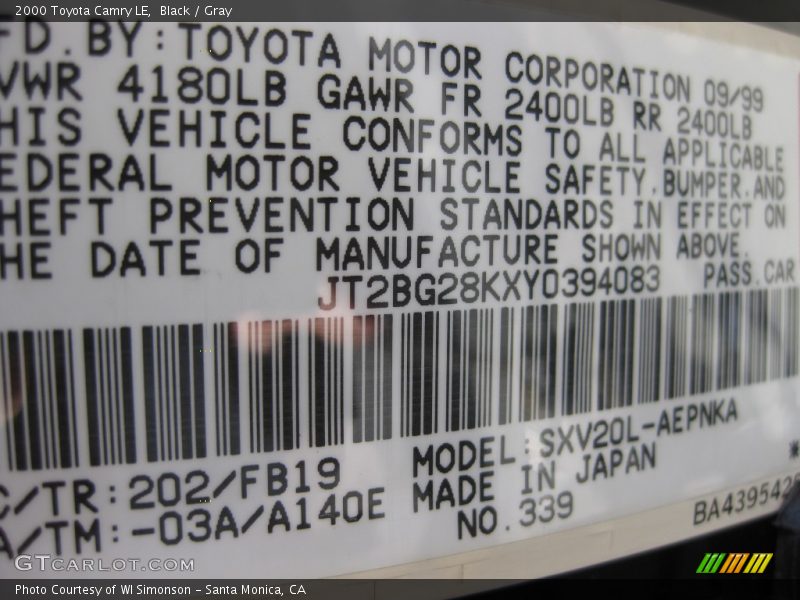 2000 Toyota Camry LE, Black / Gray
FD.BY:TOYOTA MOTOR CORPORATION 09/99
VWR 4180LB GAWR FR 2400LB RR 2400LB
HIS VEHICLE CONFORMS TO ALL APPLICABLE
EDERAL MOTOR VEHICLE SAFETY.BUMPER.AND
HEFT PREVENTION STANDARDS IN EFFECT ON
HE DATE OF MANUFACTURE SHOWN ABOVE.
JT2BG28KXY0394083 PASS.CAR
C/TR:202/FB19 MODEL:SXV20L-AEPNKA
A/TM:-03A/A140E MADE IN JAPAN
NO.339 BA439542
GTCARLOT.COM
Photo Courtesy of WI Simonson – Santa Monica, CA